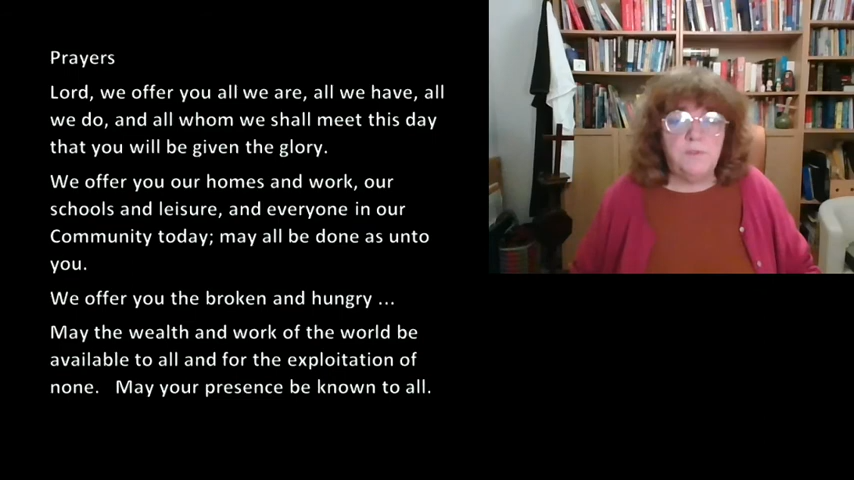 Prayers
Lord, we offer you all we are, all we have, all
we do, and all whom we shall meet this day
that you will be given the glory.
We offer you our homes and work, our
schools and leisure, and everyone in our
Community today; may all be done as unto
you.
We offer you the broken and hungry ...
May the wealth and work of the world be
available to all and for the exploitation of
none.   May your presence be known to all.